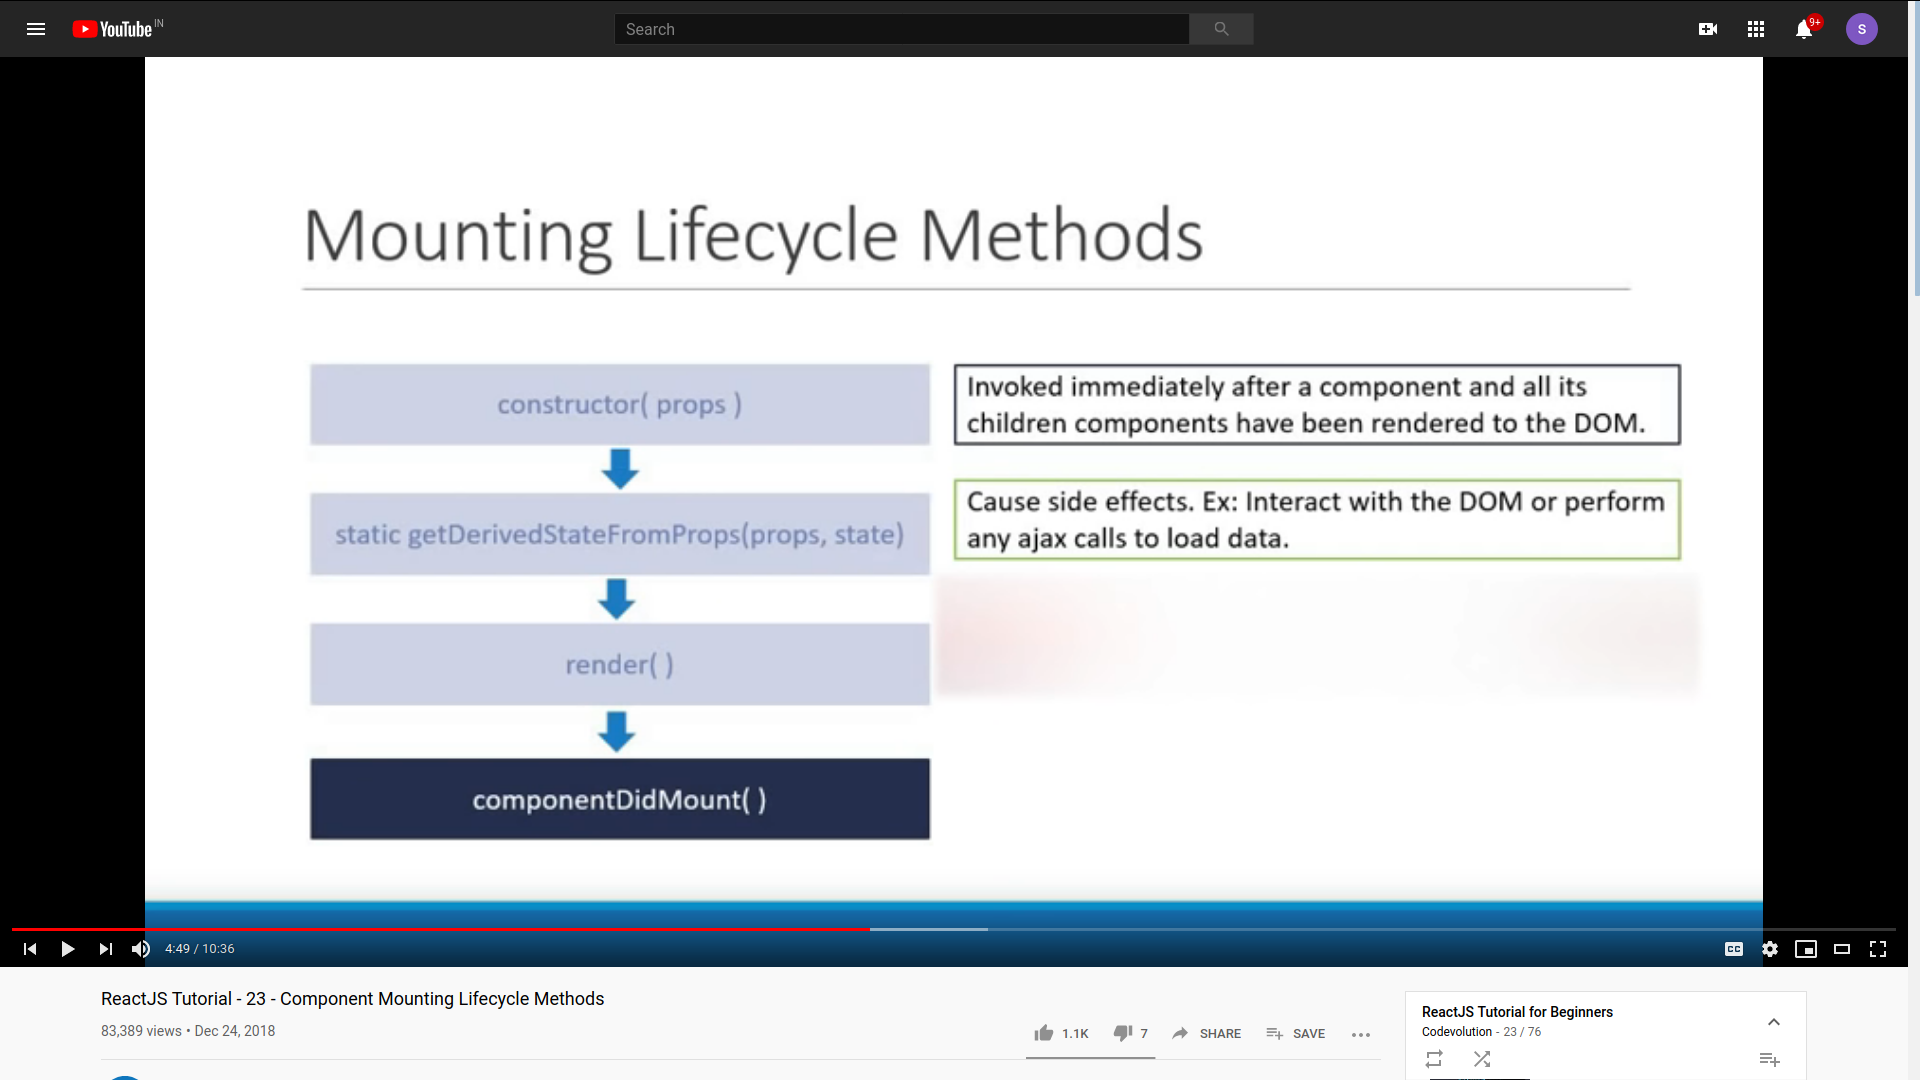 YouTube IN
Search
9+
S
Mounting Lifecycle Methods
constructor( props )
Invoked immediately after a component and all its
children components have been rendered to the DOM.
static getDerivedStateFromProps(props, state)
Cause side effects. Ex: Interact with the DOM or perform
any ajax calls to load data.
render( )
componentDidMount( )
4:49 / 10:36
CC
ReactJS Tutorial - 23 - Component Mounting Lifecycle Methods
83,389 views • Dec 24, 2018
1.1K
7
SHARE
SAVE
ReactJS Tutorial for Beginners
Codevolution - 23 / 76